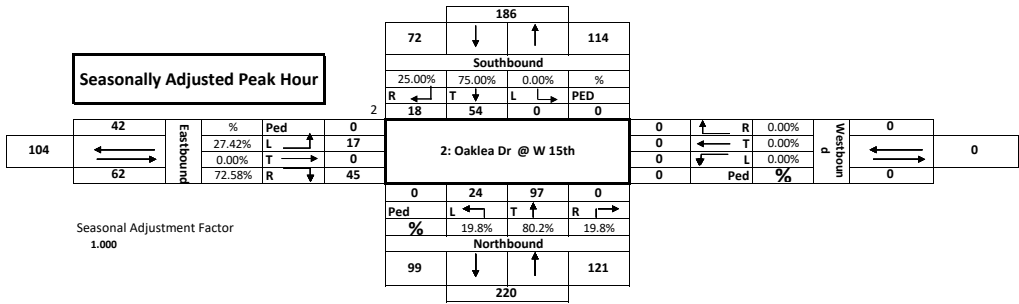 186
72 114
Seasonally Adjusted Peak Hour
Southbound
25.00% 75.00% 0.00% %
R T L PED
2 18 54 0 0
42 Eastbound % Ped 0 2: Oaklea Dr @ W 15th 0 R 0.00% Westboun d 0
104 27.42% L 17 0 T 0.00% 0
0.00% T 0 0 L 0.00%
62 72.58% R 45 0 Ped % 0
0 24 97 0
Ped L T R
Seasonal Adjustment Factor % 19.8% 80.2% 19.8%
1.000 Northbound
99 121
220